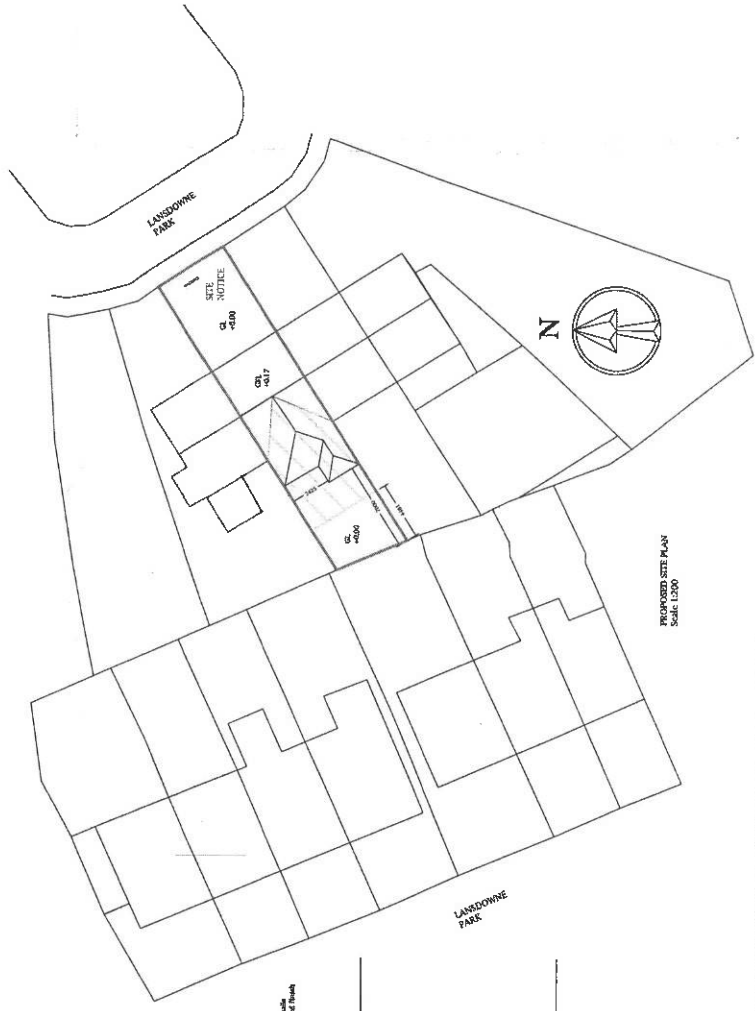 LANSDOWNE
PARK
SITE
NOTICE
GL
+0.00
GFL
+0.17
N
GL
+0.00
LANSDOWNE
PARK
PROPOSED SITE PLAN
Scale 1:200